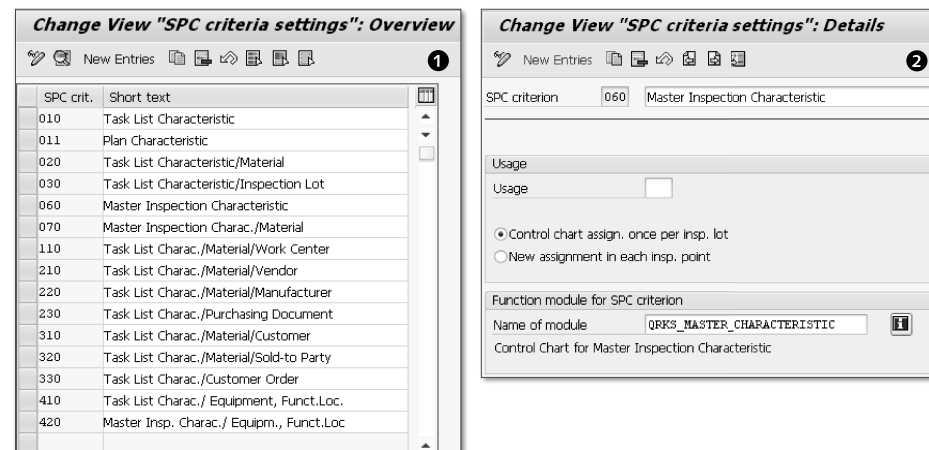 Change View "SPC criteria settings": Overview
New Entries
1
SPC crit. Short text
010 Task List Characteristic
011 Plan Characteristic
020 Task List Characteristic/Material
030 Task List Characteristic/Inspection Lot
060 Master Inspection Characteristic
070 Master Inspection Charac./Material
110 Task List Charac./Material/Work Center
210 Task List Charac./Material/Vendor
220 Task List Charac./Material/Manufacturer
230 Task List Charac./Purchasing Document
310 Task List Charac./Material/Customer
320 Task List Charac./Material/Sold-to Party
330 Task List Charac./Customer Order
410 Task List Charac./ Equipment, Funct.Loc.
420 Master Insp. Charac./ Equipm., Funct.Loc
Change View "SPC criteria settings": Details
New Entries
2
SPC criterion 060 Master Inspection Characteristic
Usage
Usage
Control chart assign. once per insp. lot
New assignment in each insp. point
Function module for SPC criterion
Name of module QRKS_MASTER_CHARACTERISTIC
Control Chart for Master Inspection Characteristic